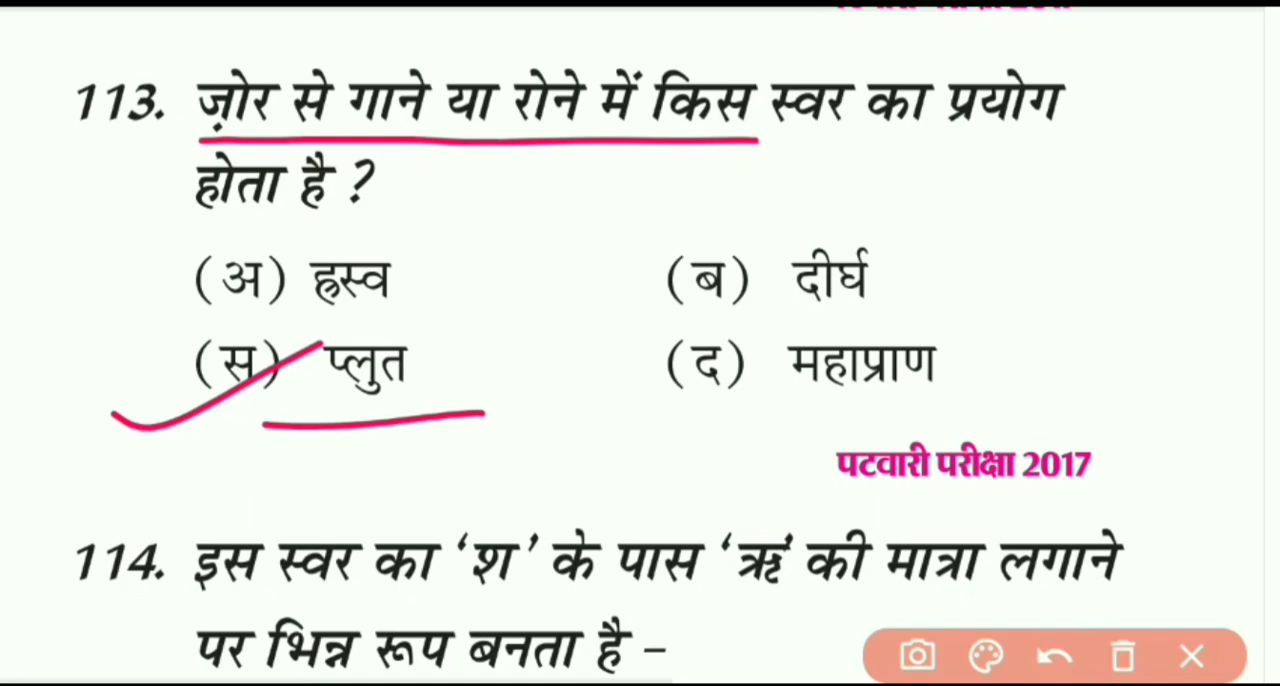 113. ज़ोर से गाने या रोने में किस स्वर का प्रयोग
होता है ?
(अ) ह्रस्व (ब) दीर्घ
(स) प्लुत (द) महाप्राण
पटवारी परीक्षा 2017
114. इस स्वर का ‘श’ के पास ‘ऋ’ की मात्रा लगाने
पर भिन्न रूप बनता है –